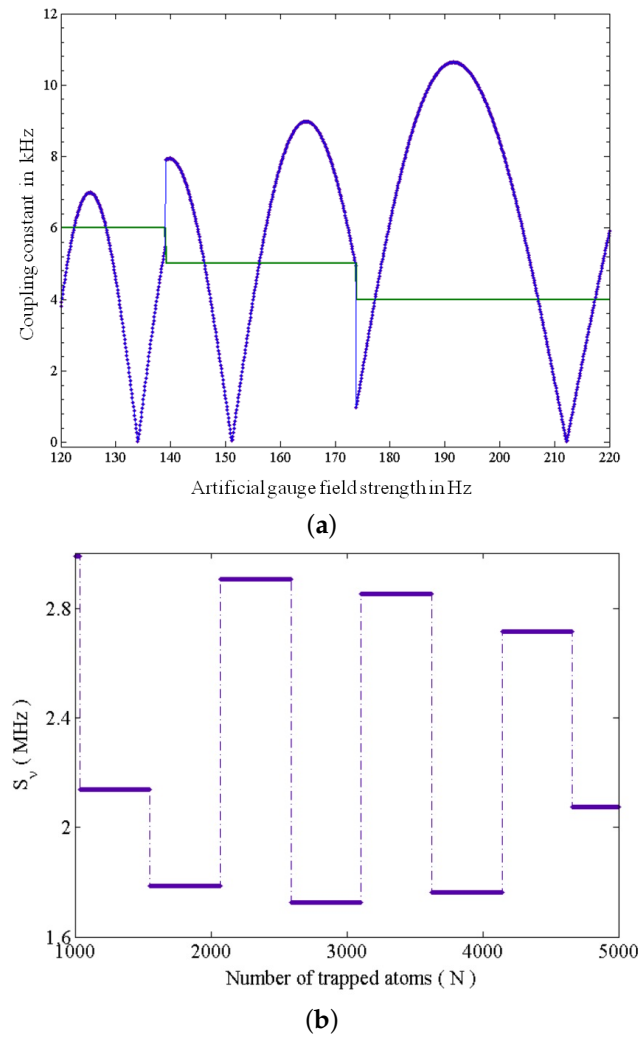 12
10
8
6
4
2
0
120 130 140 150 160 170 180 190 200 210 220
Coupling constant in kHz
Artificial gauge field strength in Hz
(a)
2.8
2.4
2
1.6
1000 2000 3000 4000 5000
S_ν ( MHz )
Number of trapped atoms ( N )
(b)